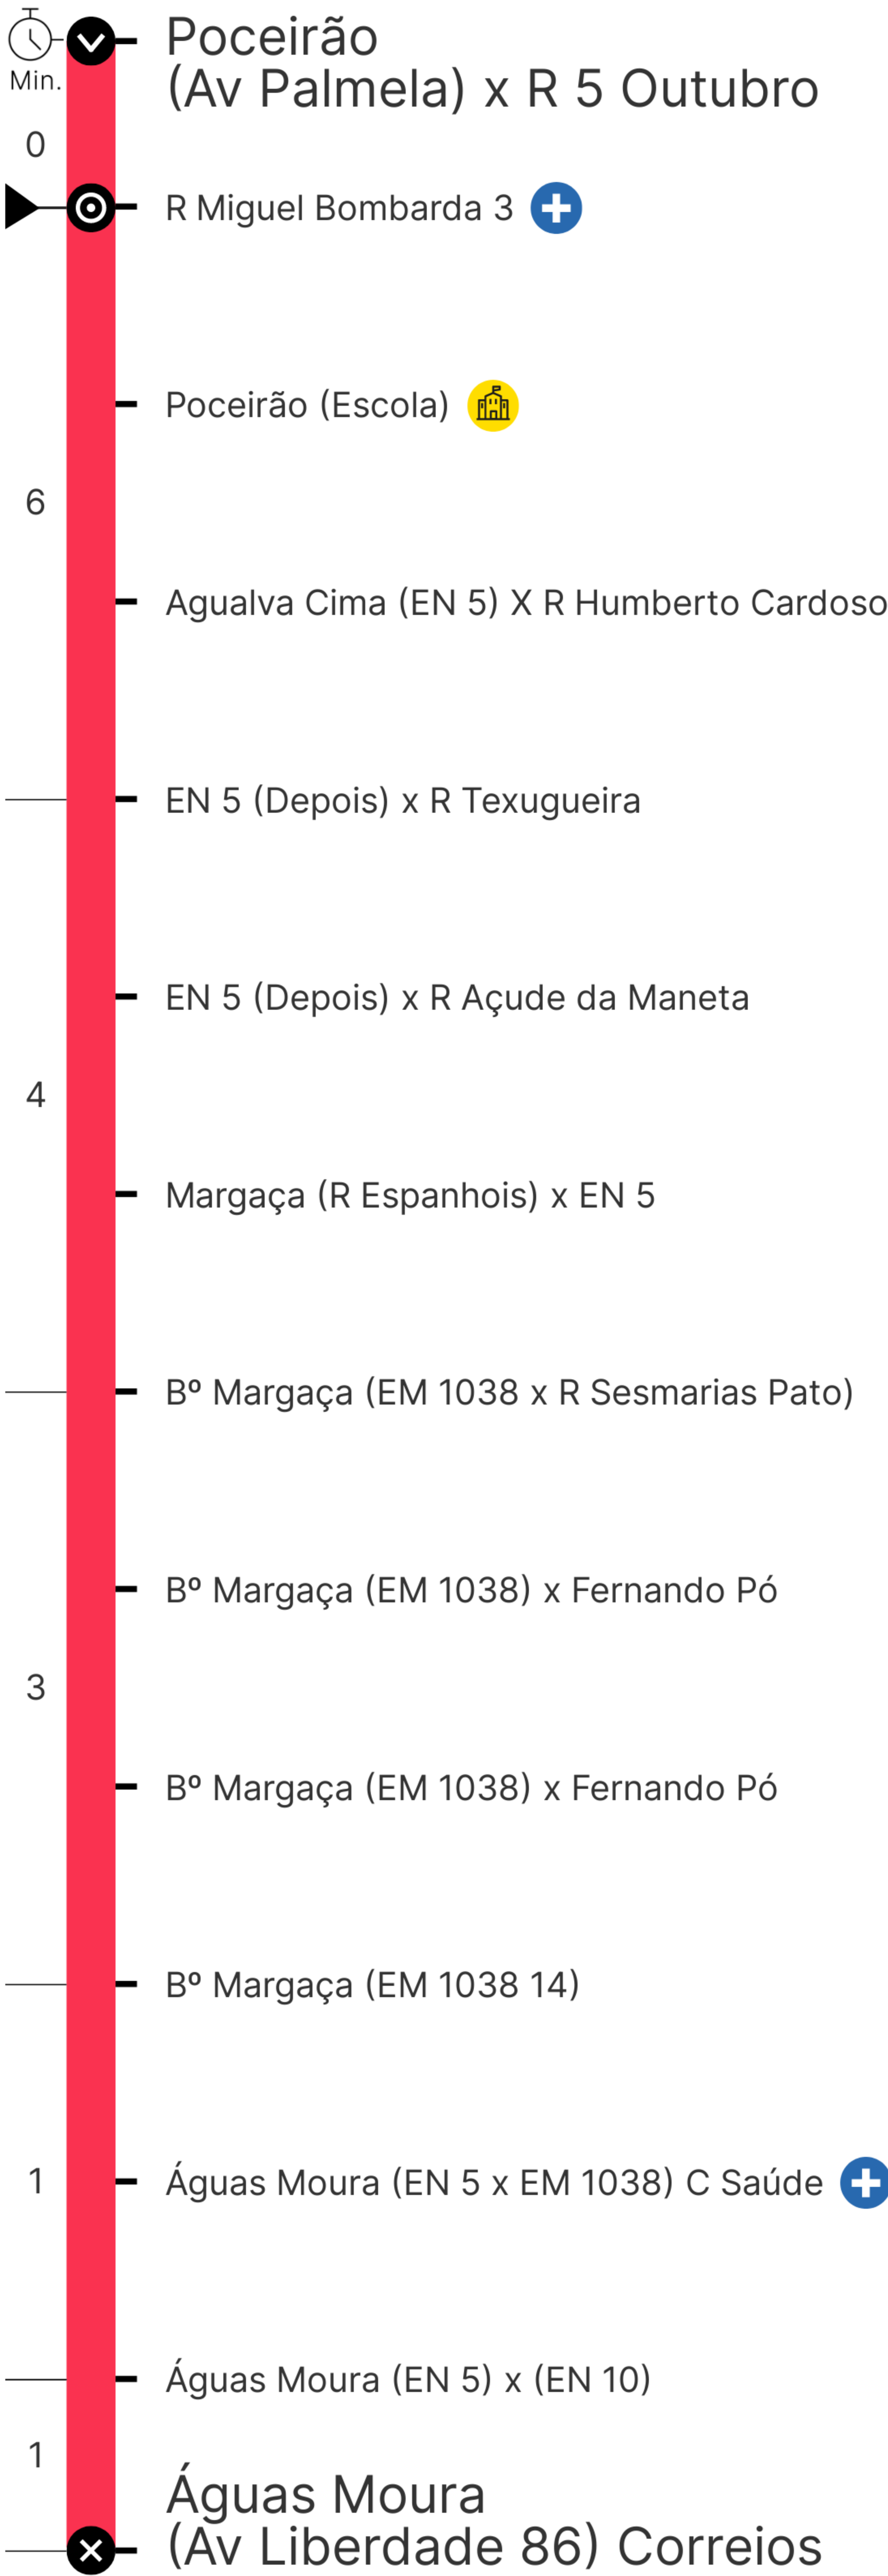 Poceirão
(Av Palmela) x R 5 Outubro
Min.
0
R Miguel Bombarda 3
Poceirão (Escola)
6
Agualva Cima (EN 5) X R Humberto Cardoso
EN 5 (Depois) x R Texugueira
EN 5 (Depois) x R Açude da Maneta
4
Margaça (R Espanhois) x EN 5
Bº Margaça (EM 1038 x R Sesmarias Pato)
Bº Margaça (EM 1038) x Fernando Pó
3
Bº Margaça (EM 1038) x Fernando Pó
Bº Margaça (EM 1038 14)
1
Águas Moura (EN 5 x EM 1038) C Saúde
Águas Moura (EN 5) x (EN 10)
1
Águas Moura
(Av Liberdade 86) Correios